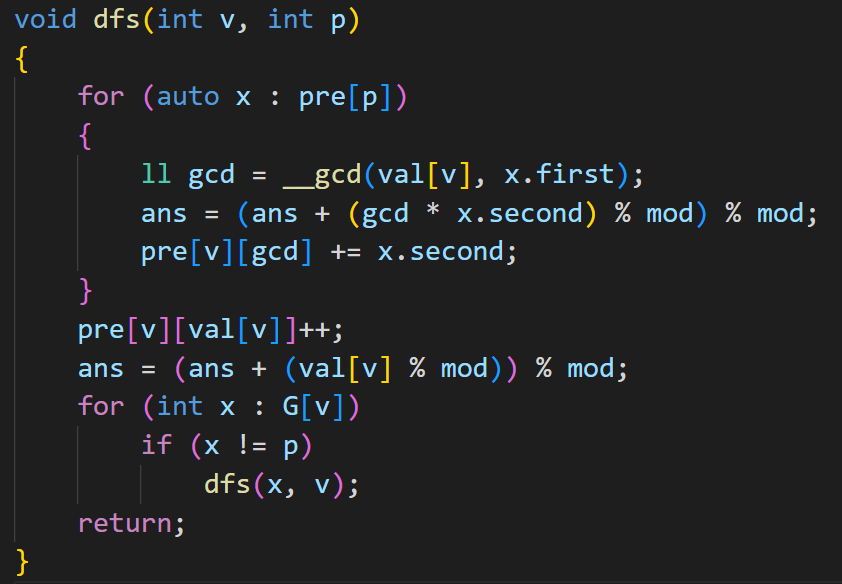 void dfs(int v, int p)
{
    for (auto x : pre[p])
    {
        ll gcd = __gcd(val[v], x.first);
        ans = (ans + (gcd * x.second) % mod) % mod;
        pre[v][gcd] += x.second;
    }
    pre[v][val[v]]++;
    ans = (ans + (val[v] % mod)) % mod;
    for (int x : G[v])
        if (x != p)
            dfs(x, v);
    return;
}